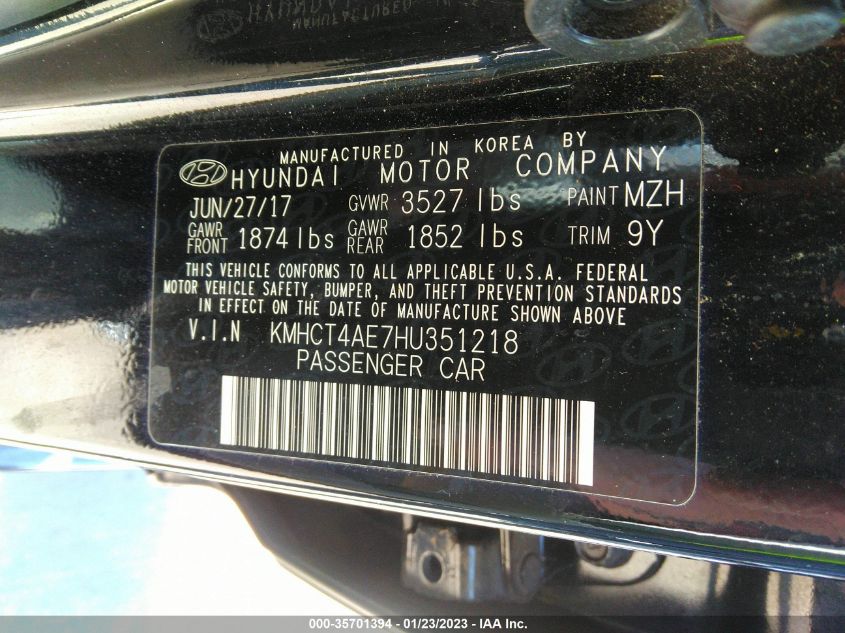 MANUFACTURED IN KOREA BY
HYUNDAI MOTOR COMPANY
JUN/27/17 GVWR 3527 lbs PAINT MZH
GAWR FRONT 1874 lbs GAWR REAR 1852 lbs TRIM 9Y
THIS VEHICLE CONFORMS TO ALL APPLICABLE U.S.A. FEDERAL
MOTOR VEHICLE SAFETY, BUMPER, AND THEFT PREVENTION STANDARDS
IN EFFECT ON THE DATE OF MANUFACTURE SHOWN ABOVE
V.I.N KMHCT4AE7HU351218
PASSENGER CAR
000-35701394 - 01/23/2023 - IAA Inc.